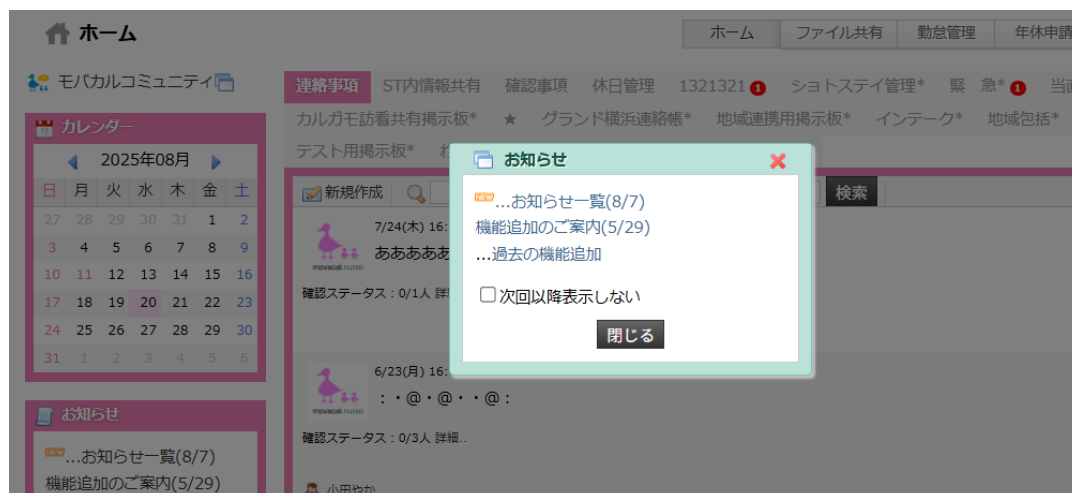 ホーム
ホーム ファイル共有 勤怠管理 年休申請
モバカルコミュニティ
連絡事項 ST内情報共有 確認事項 休日管理 1321321 1 ショトステイ管理* 緊 急* 1 当
カルガモ訪看共有掲示板* ★ グランド横浜連絡帳* 地域連携用掲示板* インテーク* 地域包括*
テスト用掲示板*
カレンダー
2025年08月
日 月 火 水 木 金 土
27 28 29 30 31 1 2
3 4 5 6 7 8 9
10 11 12 13 14 15 16
17 18 19 20 21 22 23
24 25 26 27 28 29 30
31 1 2 3 4 5 6
お知らせ
NEW ...お知らせ一覧(8/7)
機能追加のご案内(5/29)
新規作成 検索
7/24(木) 16:
あああああ
movacal.nurse
確認ステータス : 0/1人
6/23(月) 16:
: ・@・@・・@ :
movacal.nurse
確認ステータス : 0/3人 詳細..
小田やか
お知らせ
NEW ...お知らせ一覧(8/7)
機能追加のご案内(5/29)
...過去の機能追加
次回以降表示しない
閉じる